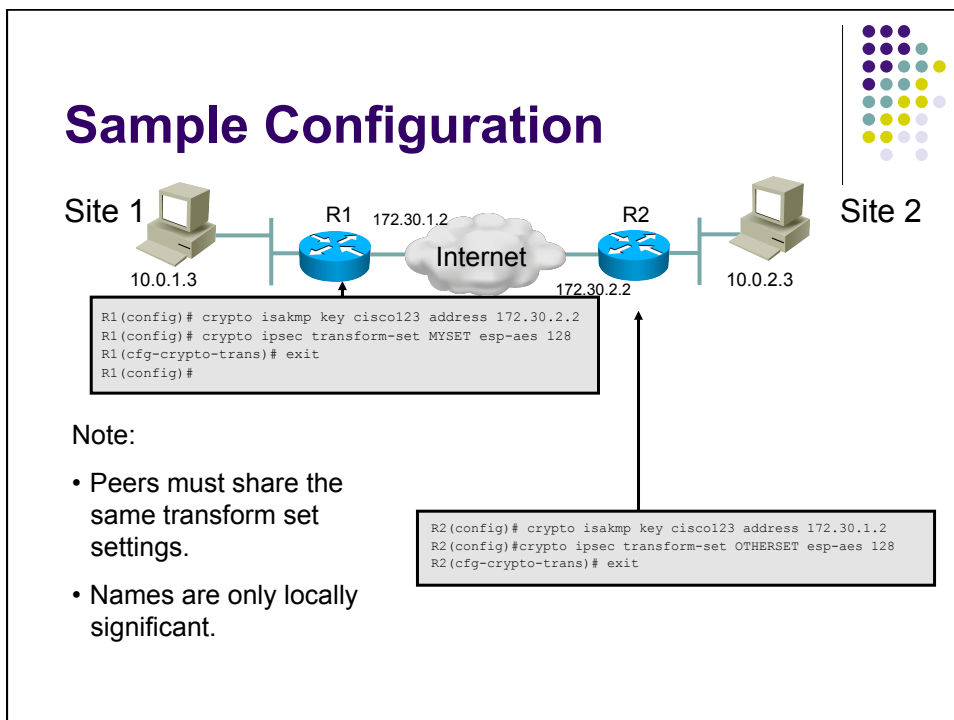 Sample Configuration
Site 1
R1
172.30.1.2
Internet
R2
Site 2
10.0.1.3
172.30.2.2
10.0.2.3
R1(config)# crypto isakmp key cisco123 address 172.30.2.2
R1(config)# crypto ipsec transform-set MYSET esp-aes 128
R1(cfg-crypto-trans)# exit
R1(config)#
Note:
• Peers must share the
same transform set
settings.
• Names are only locally
significant.
R2(config)# crypto isakmp key cisco123 address 172.30.1.2
R2(config)#crypto ipsec transform-set OTHERSET esp-aes 128
R2(cfg-crypto-trans)# exit